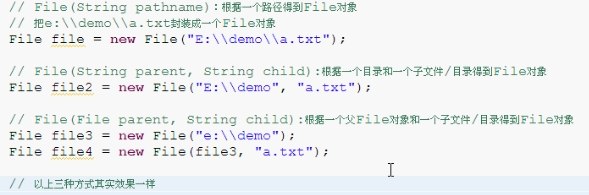 // File(String pathname):根据一个路径得到File对象
// 把e:\\demo\\a.txt封装成一个File对象
File file = new File("E:\\demo\\a.txt");
// File(String parent, String child):根据一个目录和一个子文件/目录得到File对象
File file2 = new File("E:\\demo", "a.txt");
// File(File parent, String child):根据一个父File对象和一个子文件/目录得到File对象
File file3 = new File("e:\\demo");
File file4 = new File(file3, "a.txt");
// 以上三种方式其实效果一样